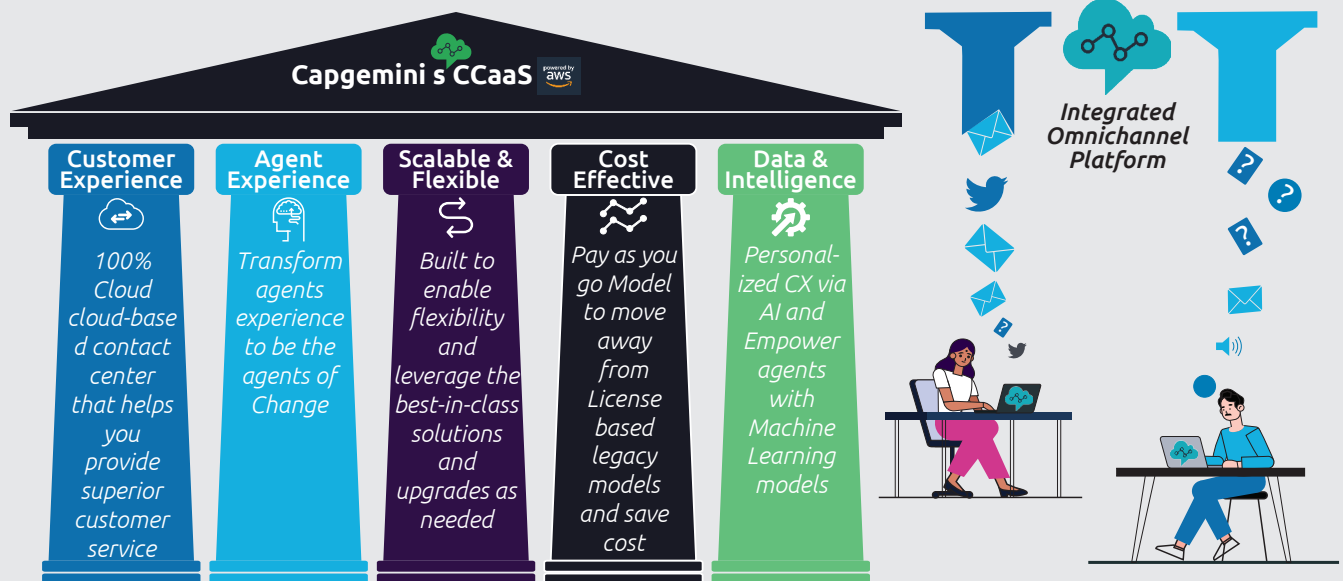 Capgemini s CCaaS
powered by
aws
Customer
Experience
100%
Cloud
cloud-base
d contact
center
that helps
you
provide
superior
customer
service
Agent
Experience
Transform
agents
experience
to be the
agents of
Change
Scalable &
Flexible
Built to
enable
flexibility
and
leverage the
best-in-class
solutions
and
upgrades as
needed
Cost
Effective
Pay as you
go Model
to move
away
from
License
based
legacy
models
and save
cost
Data &
Intelligence
Personal-
ized CX via
AI and
Empower
agents
with
Machine
Learning
models
Integrated
Omnichannel
Platform
?
?
?
?